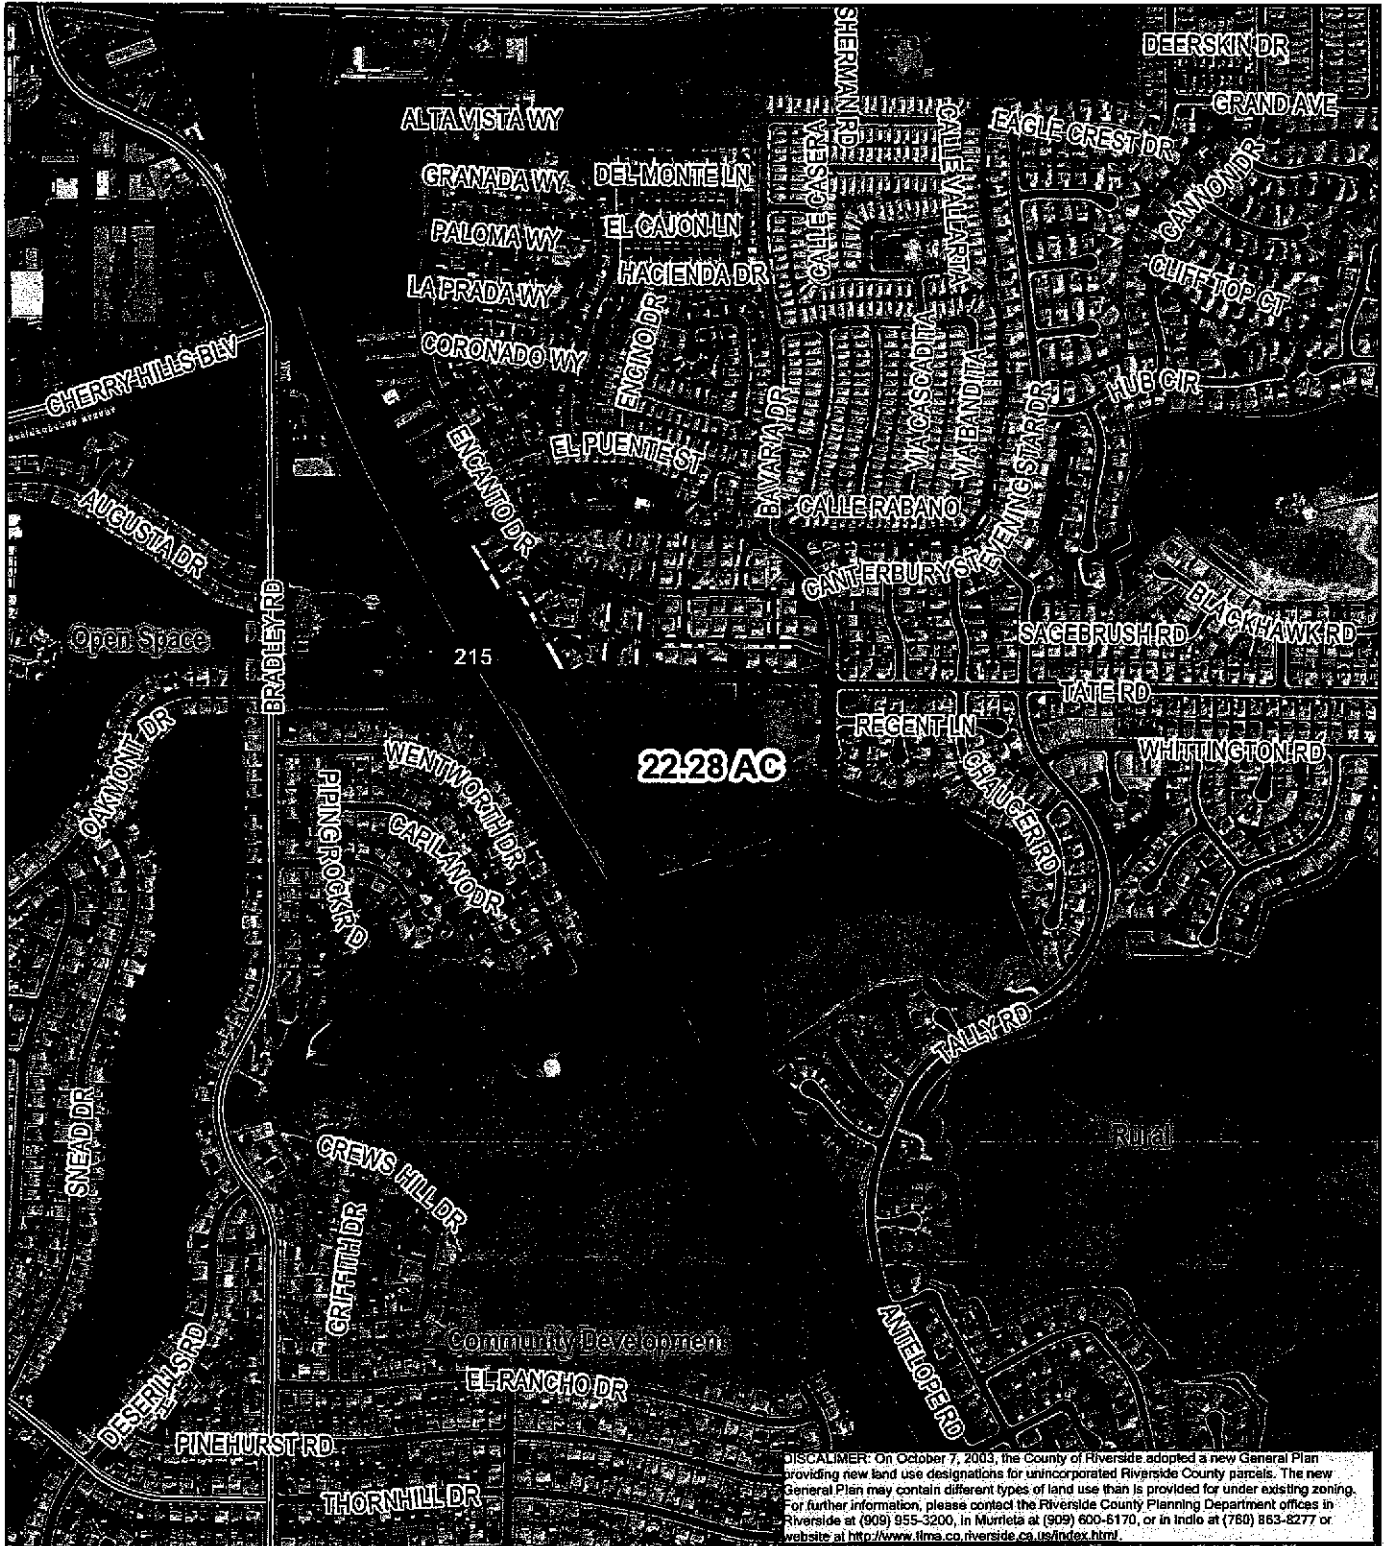 SHERMAN RD
DEERSKIN DR
GRAND AVE
ALTA VISTA WY
EAGLE CREST DR
CALLE CASERA
CALLE VALLARTA
CANNON DR
GRANADA WY
DEL MONTE LN
PALOMA WY
EL CAJON LN
CLIFF TOP CT
HACIENDA DR
LA PRADA WY
ENCINO DR
CORONADO WY
CHERRY HILLS BLV
VIA CASCADITA
VIA BANDITA
HUB CIR
BAVARIA DR
EVENING STAR DR
ENCANTO DR
EL PUENTE ST
CALLE RABANO
AUGUSTA DR
CANTERBURY ST
BLACKHAWK RD
BRADLEY RD
Open Space
SAGEBRUSH RD
215
TATE RD
OAKMONT DR
REGENT LN
WHITTINGTON RD
WENTWORTH DR
22.28 AC
PIPING ROCK RD
CAPILANO DR
CHAUCER RD
TALLY RD
SNEAD DR
Rural
CREWS HILL DR
GRIFFITH DR
Community Development
ANTELOPE RD
DESERT HILLS RD
EL RANCHO DR
PINEHURST RD
THORNHILL DR
DISCALIMER: On October 7, 2003, the County of Riverside adopted a new General Plan
providing new land use designations for unincorporated Riverside County parcels. The new
General Plan may contain different types of land use than is provided for under existing zoning.
For further information, please contact the Riverside County Planning Department offices in
Riverside at (909) 955-3200, in Murrieta at (909) 600-6170, or in Indio at (760) 863-8277 or
website at http://www.tlma.co.riverside.ca.us/index.html.